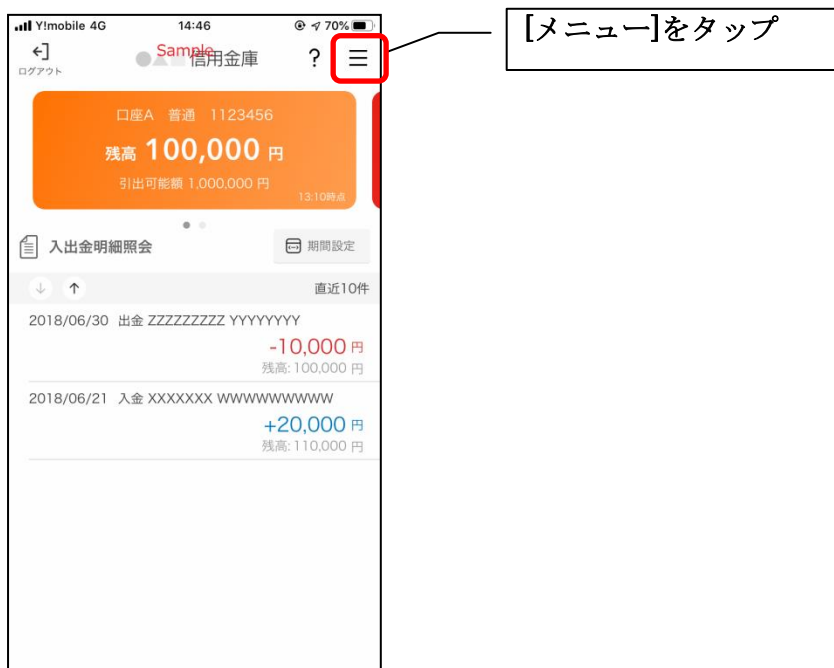 Y!mobile 4G 14:46 70%
[メニュー]をタップ
Sample
●▲■信用金庫 ?
ログアウト
口座A 普通 1123456
残高 100,000 円
引出可能額 1,000,000 円
13:10時点
入出金明細照会 期間設定
↓ ↑ 直近10件
2018/06/30 出金 ZZZZZZZZZ YYYYYYYY
-10,000 円
残高: 100,000 円
2018/06/21 入金 XXXXXXX WWWWWWWWW
+20,000 円
残高: 110,000 円